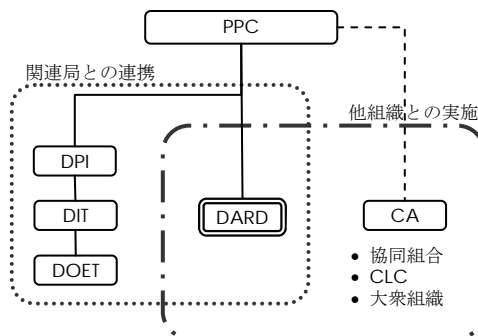 PPC
関連局との連携
他組織との実施
DPI
DIT
DARD
CA
DOET
• 協同組合
• CLC
• 大衆組織